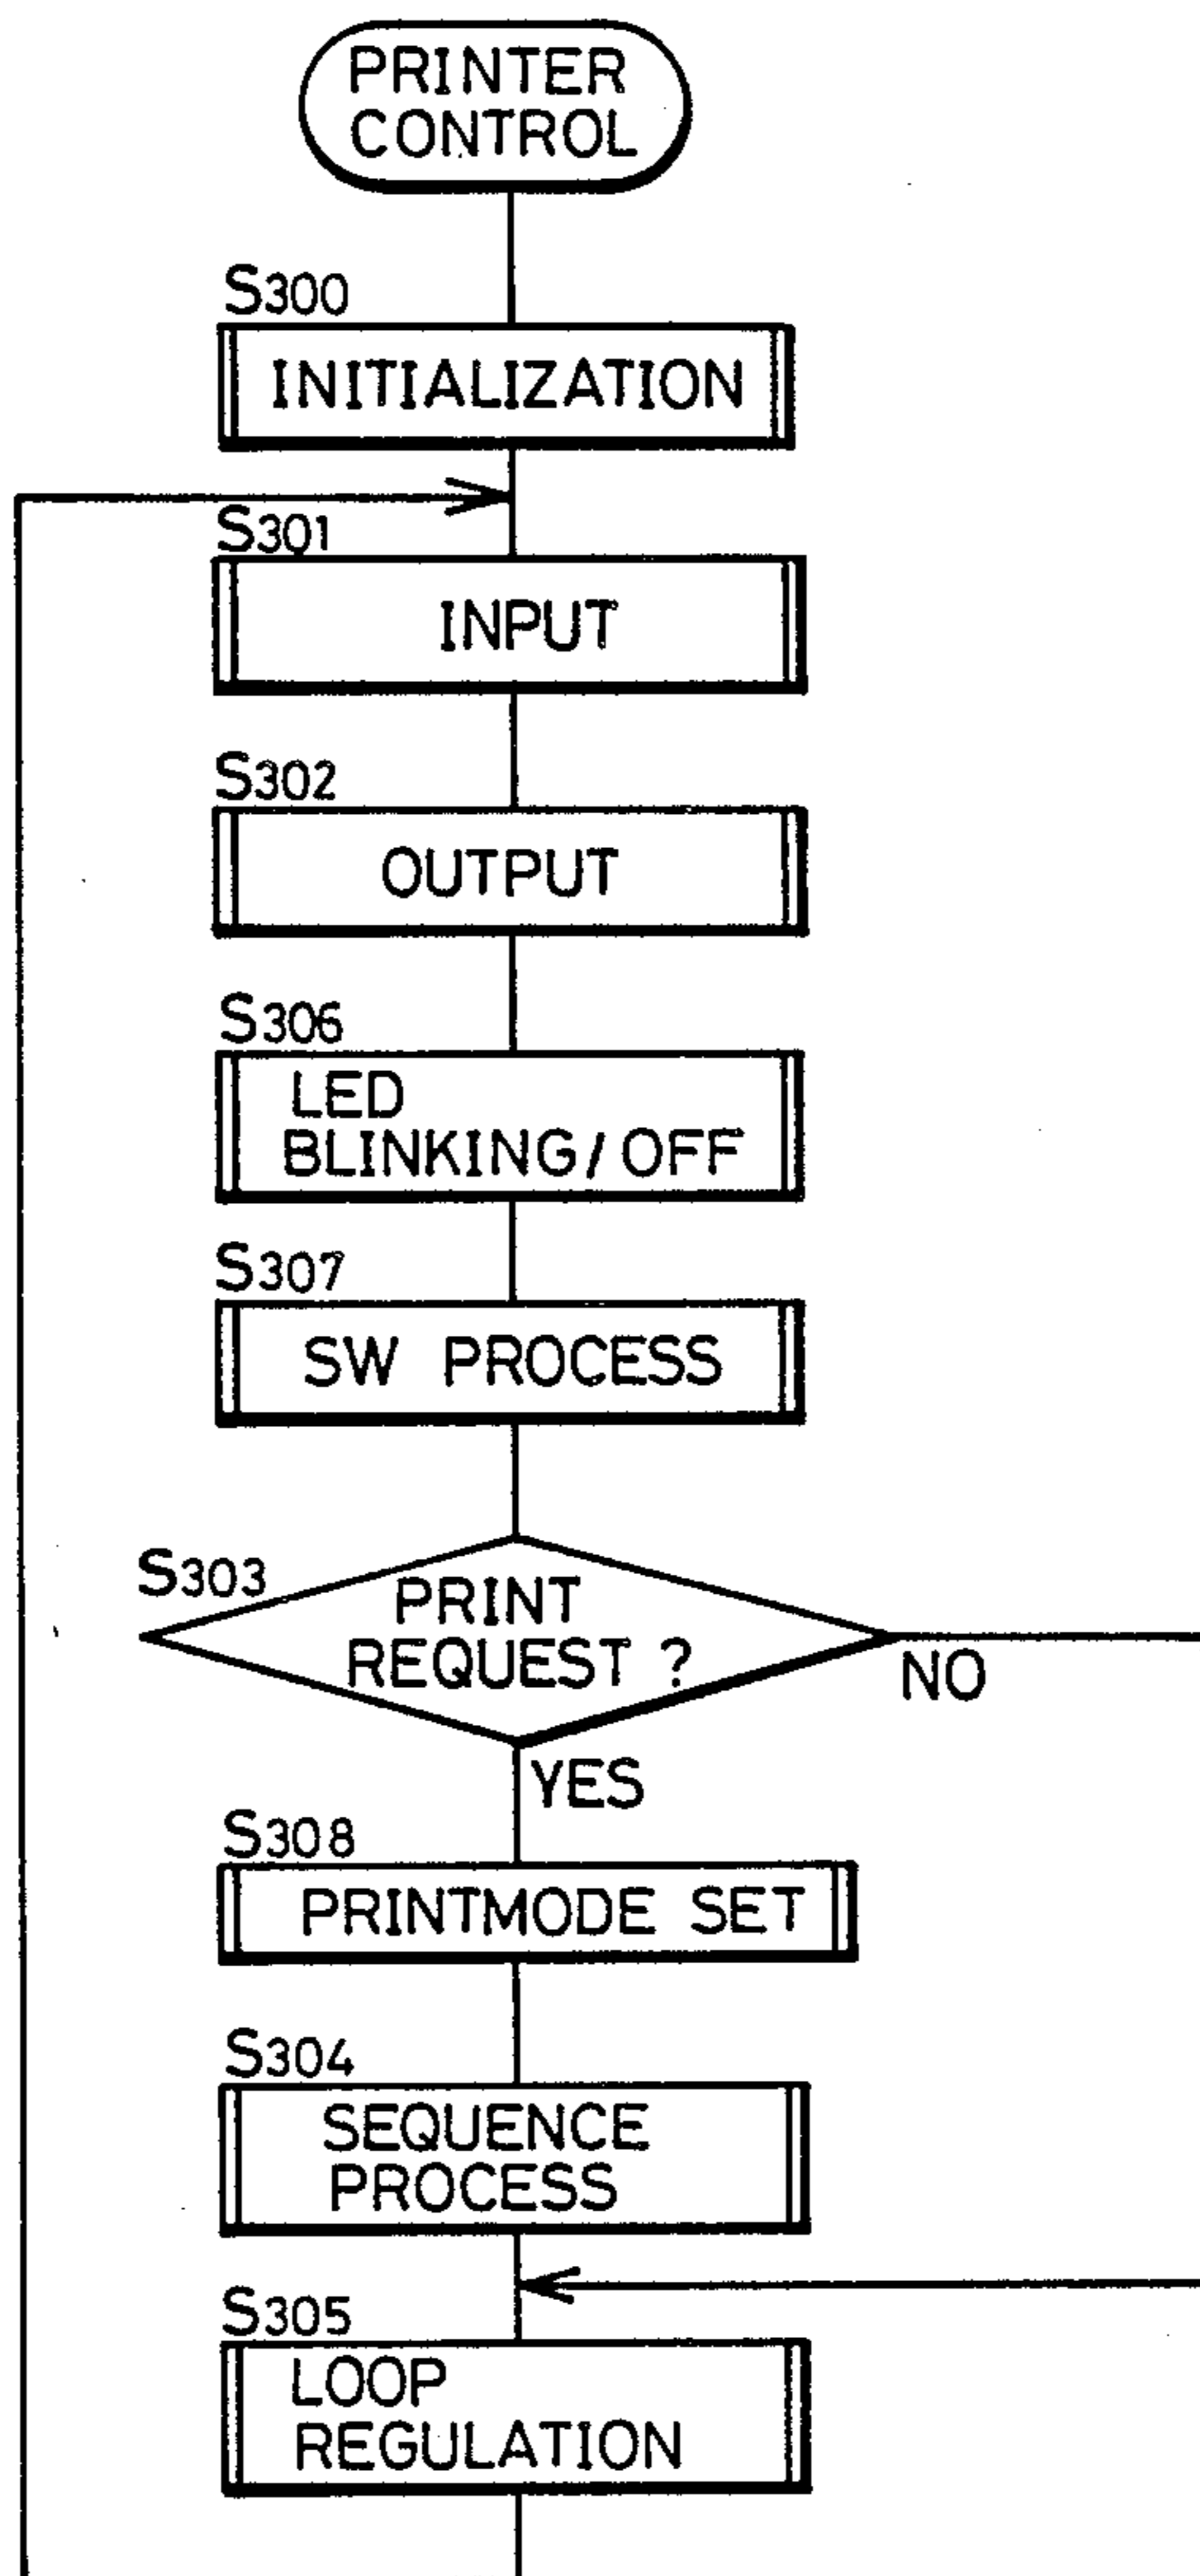 PRINTER
CONTROL
S300
INITIALIZATION
S301
INPUT
S302
OUTPUT
S306
LED
BLINKING/OFF
S307
SW PROCESS
S303
PRINT
REQUEST ?
NO
YES
S308
PRINTMODE SET
S304
SEQUENCE
PROCESS
S305
LOOP
REGULATION